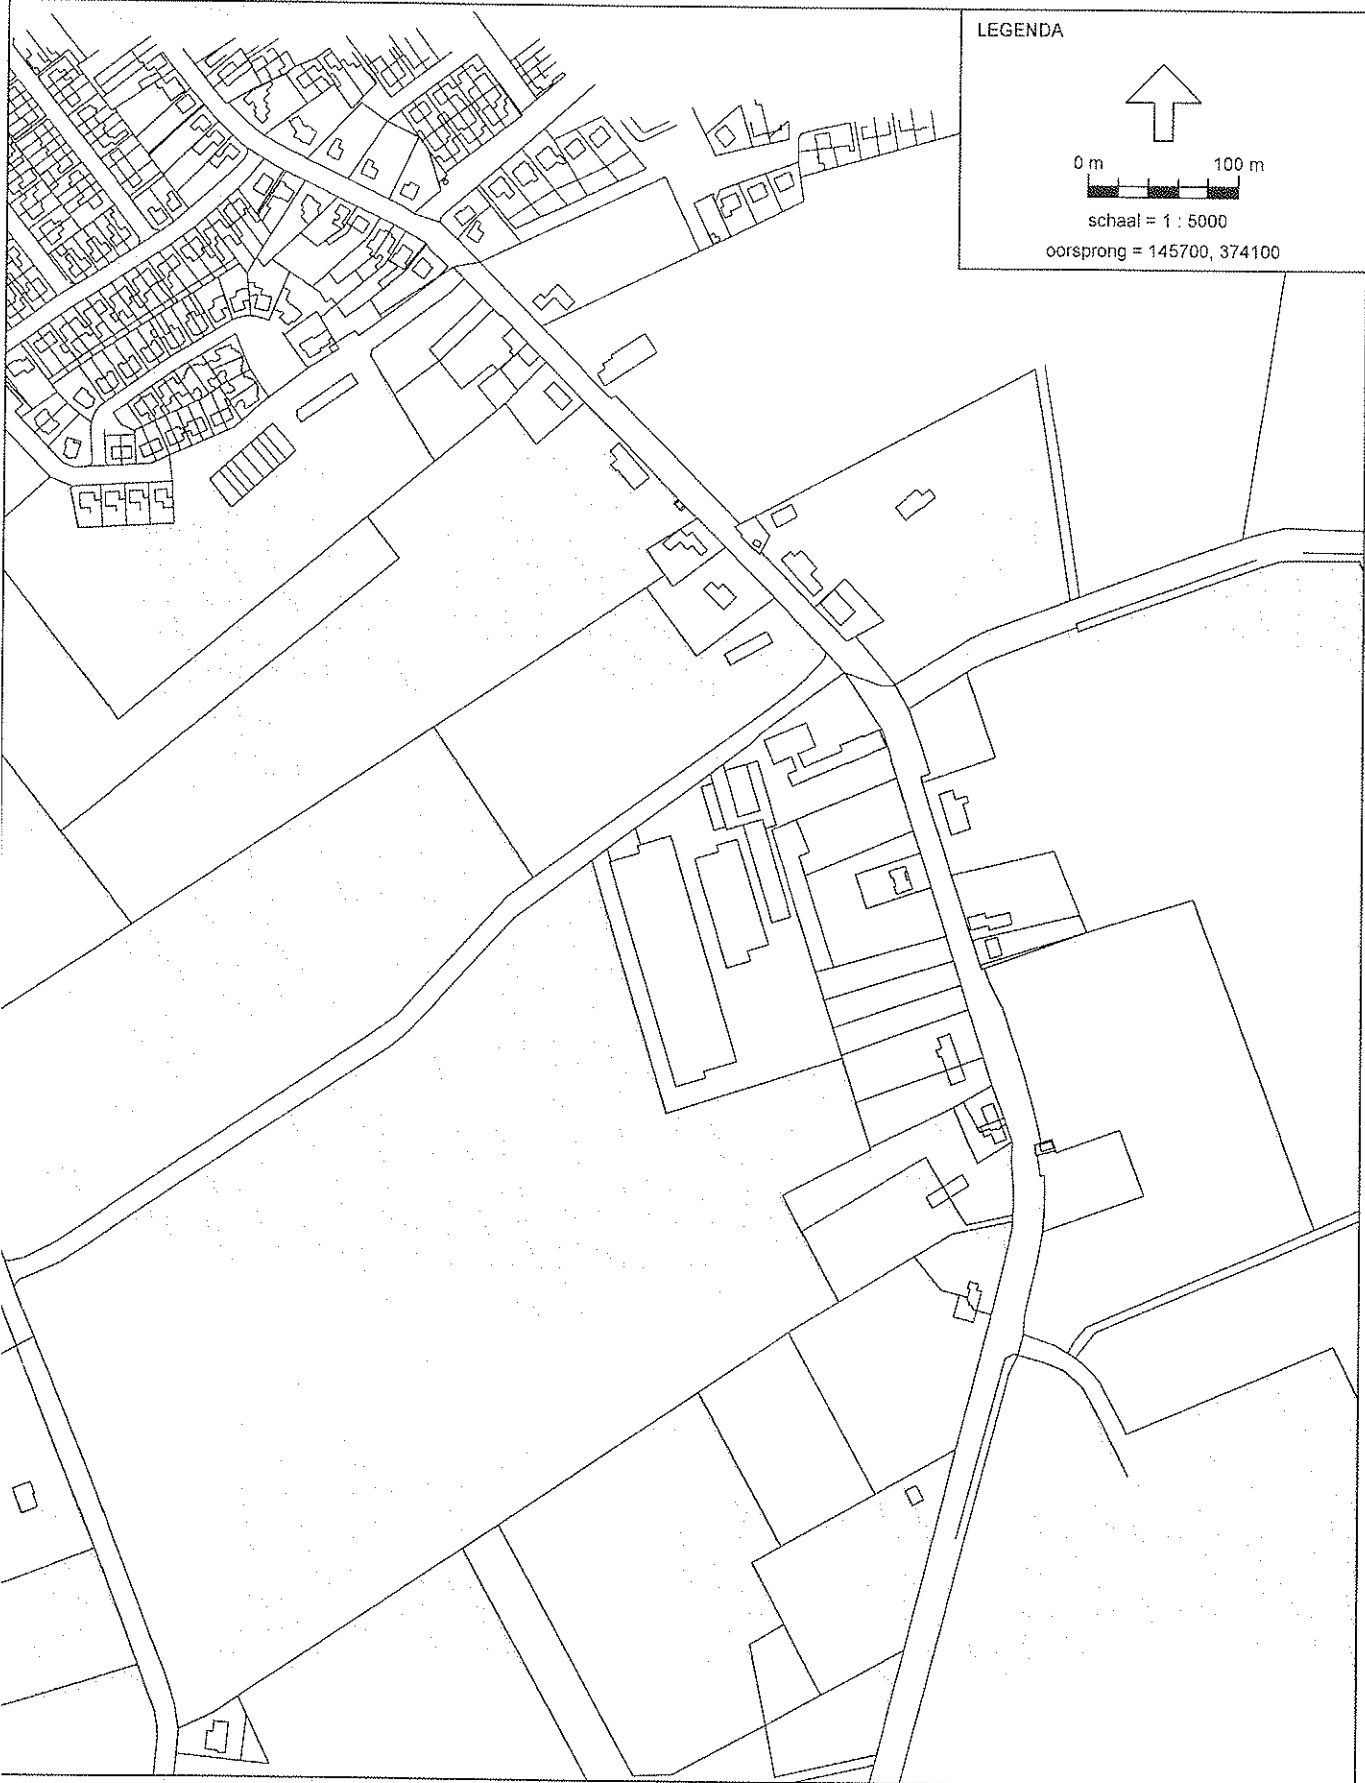 LEGENDA
0 m 100 m
schaal = 1 : 5000
oorsprong = 145700, 374100